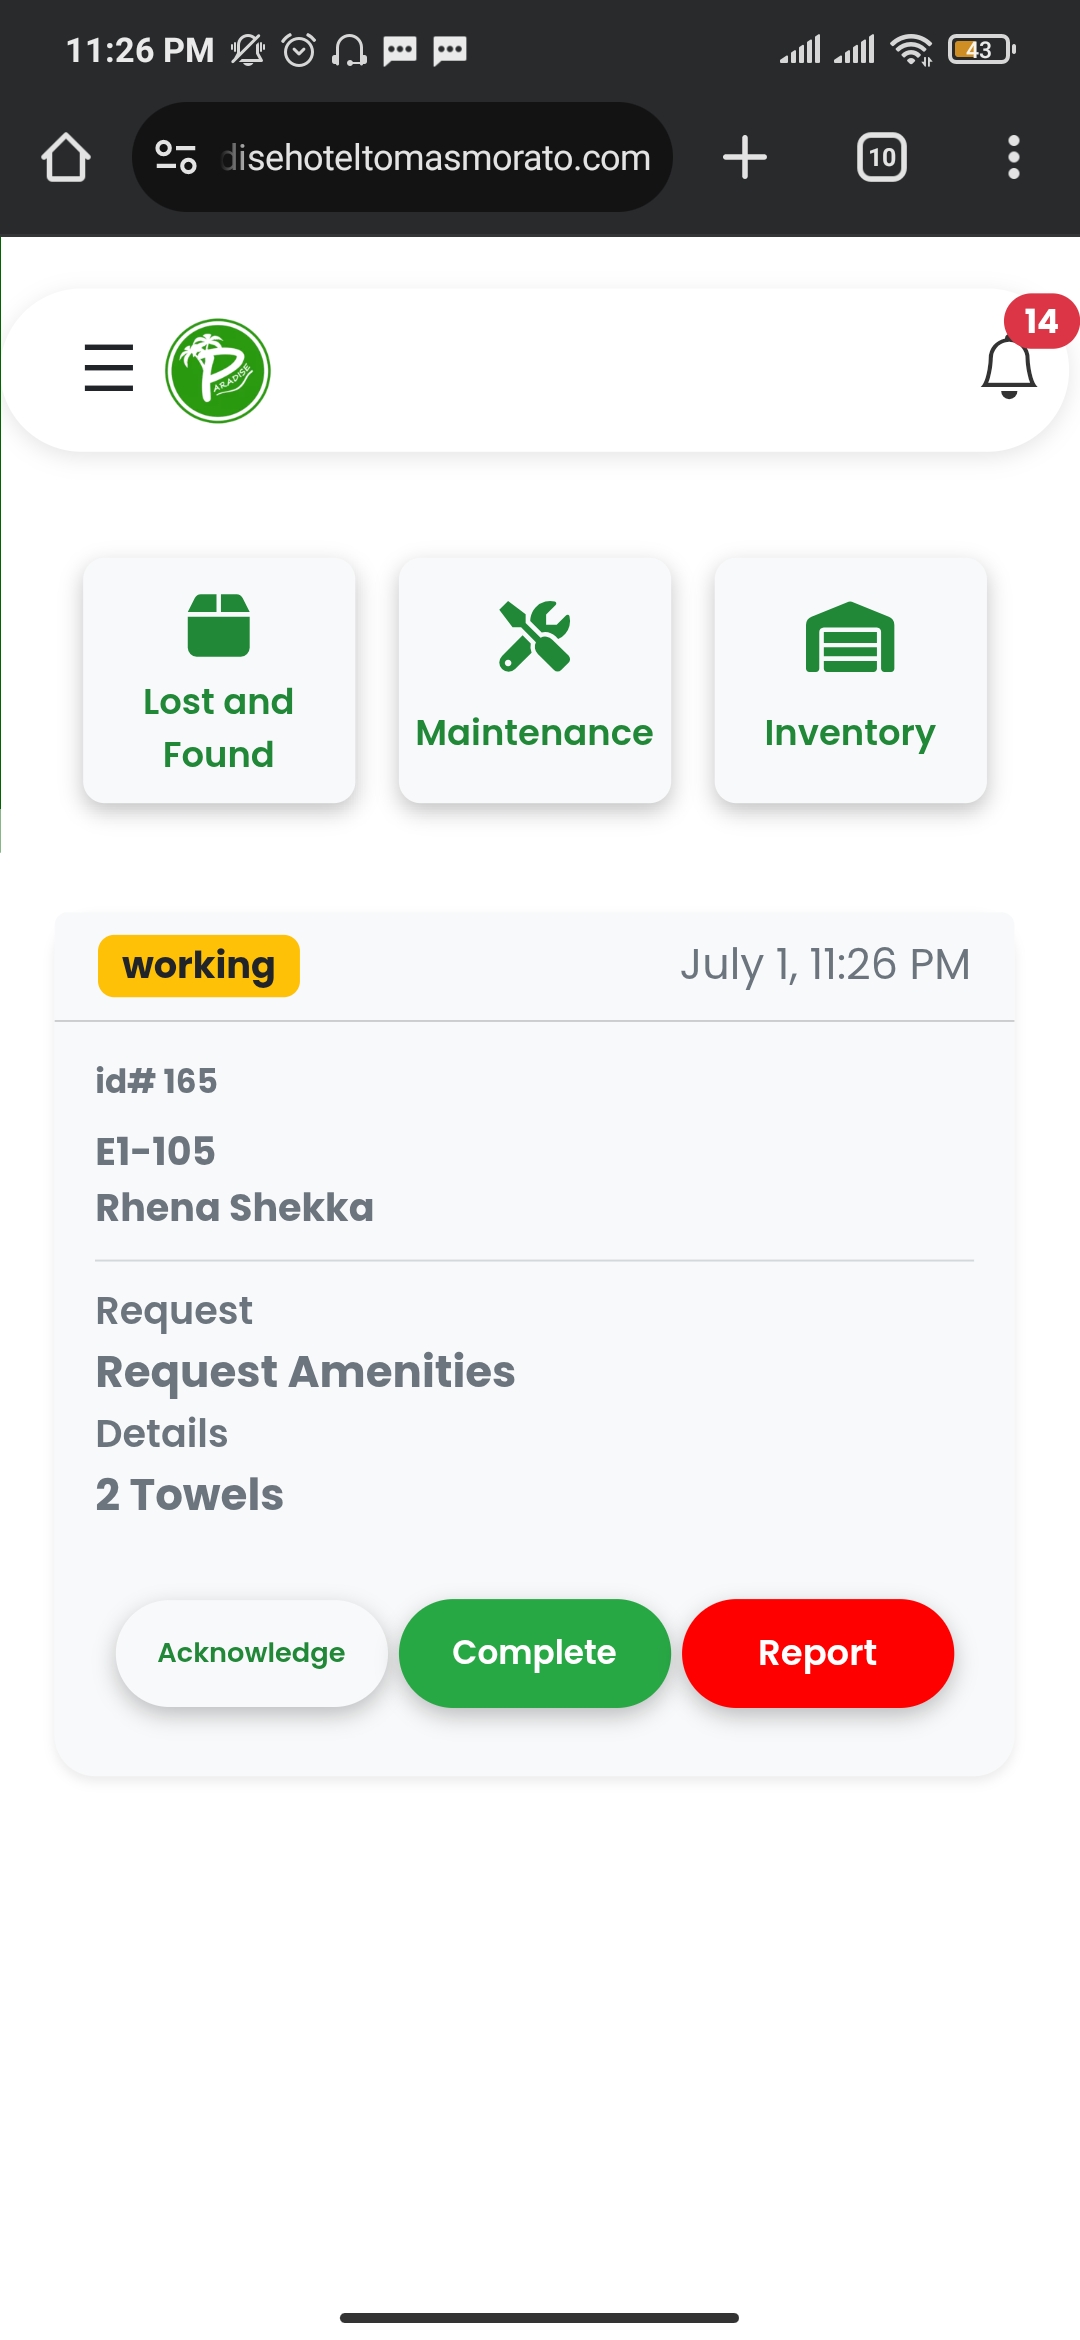 11:26 PM
43
disehoteltomasmorato.com
10
14
PARADISE
Lost and
Found
Maintenance
Inventory
working
July 1, 11:26 PM
id# 165
E1-105
Rhena Shekka
Request
Request Amenities
Details
2 Towels
Acknowledge
Complete
Report